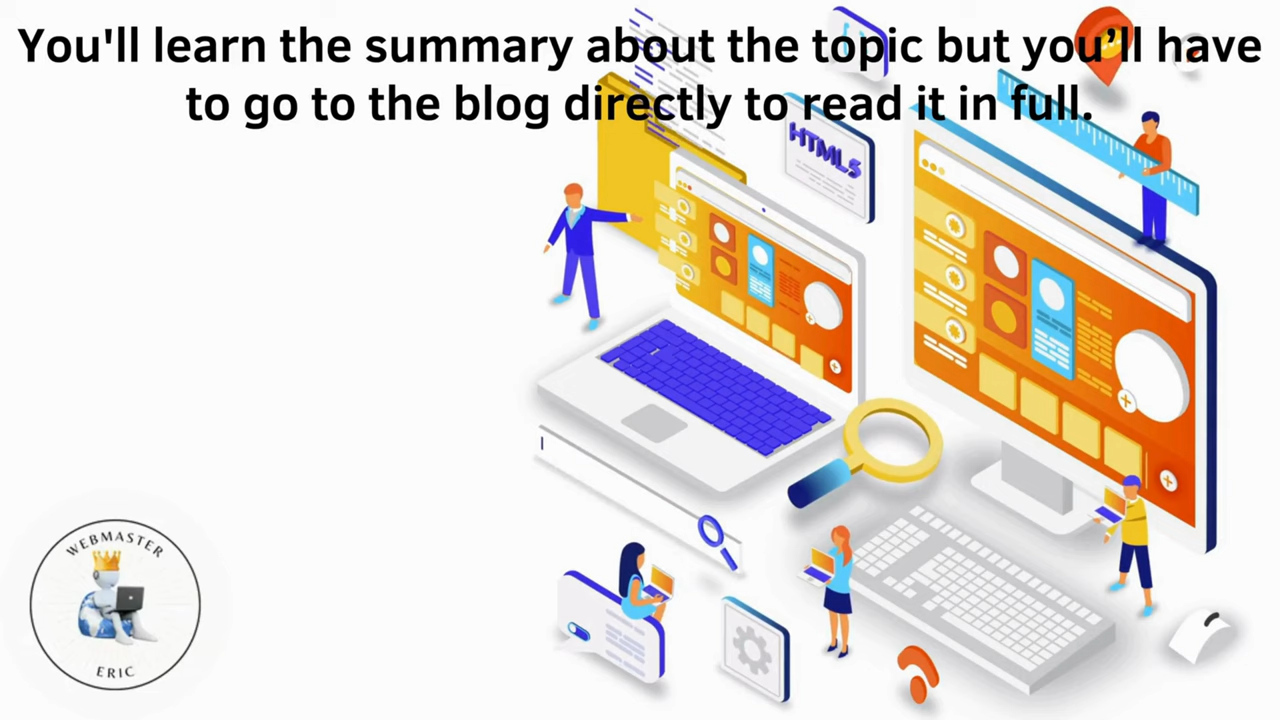 You'll learn the summary about the topic but you’ll have
to go to the blog directly to read it in full.
HTML5
WEBMASTER
ERIC